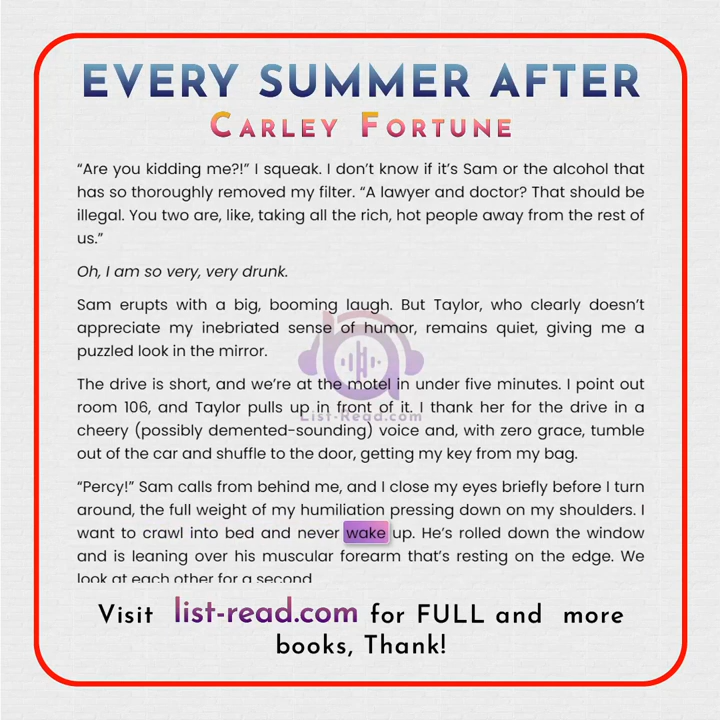 EVERY SUMMER AFTER
CARLEY FORTUNE
“Are you kidding me?!” I squeak. I don’t know if it’s Sam or the alcohol that
has so thoroughly removed my filter. “A lawyer and doctor? That should be
illegal. You two are, like, taking all the rich, hot people away from the rest of
us.”
Oh, I am so very, very drunk.
Sam erupts with a big, booming laugh. But Taylor, who clearly doesn’t
appreciate my inebriated sense of humor, remains quiet, giving me a
puzzled look in the mirror.
The drive is short, and we’re at the motel in under five minutes. I point out
room 106, and Taylor pulls up in front of it. I thank her for the drive in a
List-Read.com
cheery (possibly demented-sounding) voice and, with zero grace, tumble
out of the car and shuffle to the door, getting my key from my bag.
“Percy!” Sam calls from behind me, and I close my eyes briefly before I turn
around, the full weight of my humiliation pressing down on my shoulders. I
want to crawl into bed and never wake up. He’s rolled down the window
and is leaning over his muscular forearm that’s resting on the edge. We
look at each other for a second
Visit list-read.com for FULL and more
books, Thank!